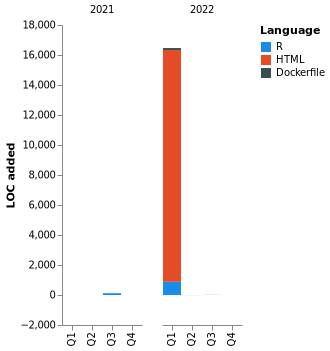 2021
2022
Language
R
HTML
Dockerfile
LOC added
18,000
16,000
14,000
12,000
10,000
8,000
6,000
4,000
2,000
0
−2,000
Q1
Q2
Q3
Q4
Q1
Q2
Q3
Q4